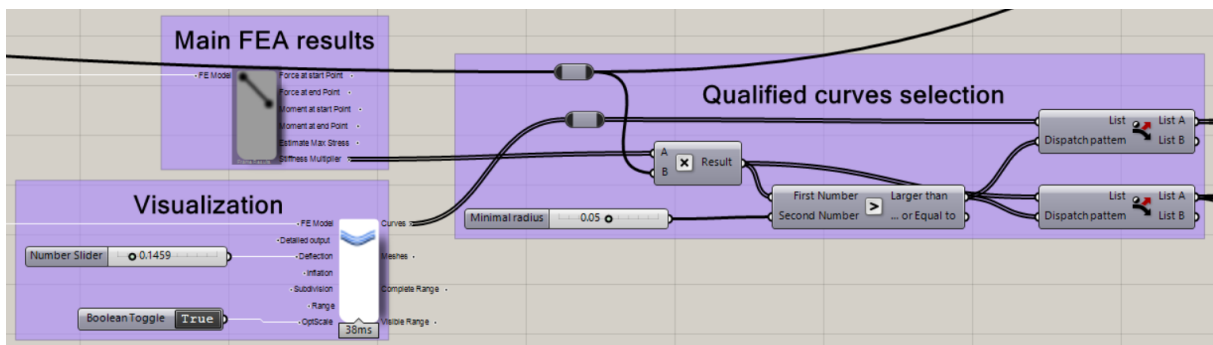 Main FEA results
FE Model
Force at start Point
Force at end Point
Moment at start Point
Moment at end Point
Estimate Max Stress
Stiffness Multiplier
Visualization
FE Model
Detailed output
Deflection
Inflation
Subdivision
Range
OptScale
Curves
Meshes
Complete Range
Visible Range
38ms
Number Slider 0.1459
Boolean Toggle True
Qualified curves selection
A
B
Result
Minimal radius 0.05
First Number Larger than
Second Number ... or Equal to
List List A
Dispatch pattern List B
List List A
Dispatch pattern List B